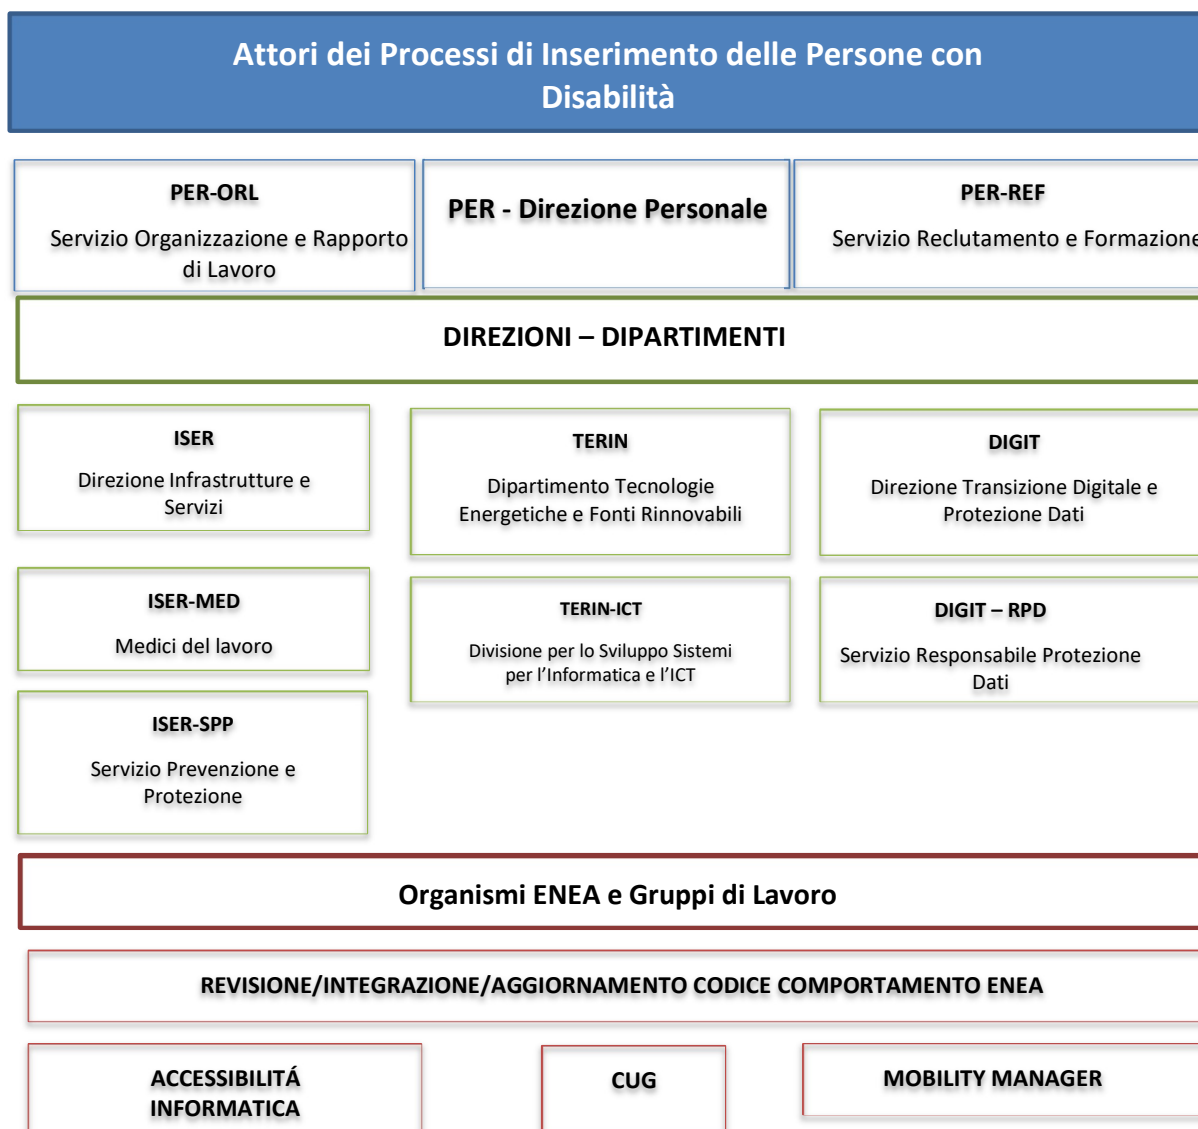 Attori dei Processi di Inserimento delle Persone con
Disabilità
PER-ORL
Servizio Organizzazione e Rapporto
di Lavoro
PER - Direzione Personale
PER-REF
Servizio Reclutamento e Formazione
DIREZIONI – DIPARTIMENTI
ISER
Direzione Infrastrutture e
Servizi
TERIN
Dipartimento Tecnologie
Energetiche e Fonti Rinnovabili
DIGIT
Direzione Transizione Digitale e
Protezione Dati
ISER-MED
Medici del lavoro
TERIN-ICT
Divisione per lo Sviluppo Sistemi
per l’Informatica e l’ICT
DIGIT – RPD
Servizio Responsabile Protezione
Dati
ISER-SPP
Servizio Prevenzione e
Protezione
Organismi ENEA e Gruppi di Lavoro
REVISIONE/INTEGRAZIONE/AGGIORNAMENTO CODICE COMPORTAMENTO ENEA
ACCESSIBILITÁ
INFORMATICA
CUG
MOBILITY MANAGER